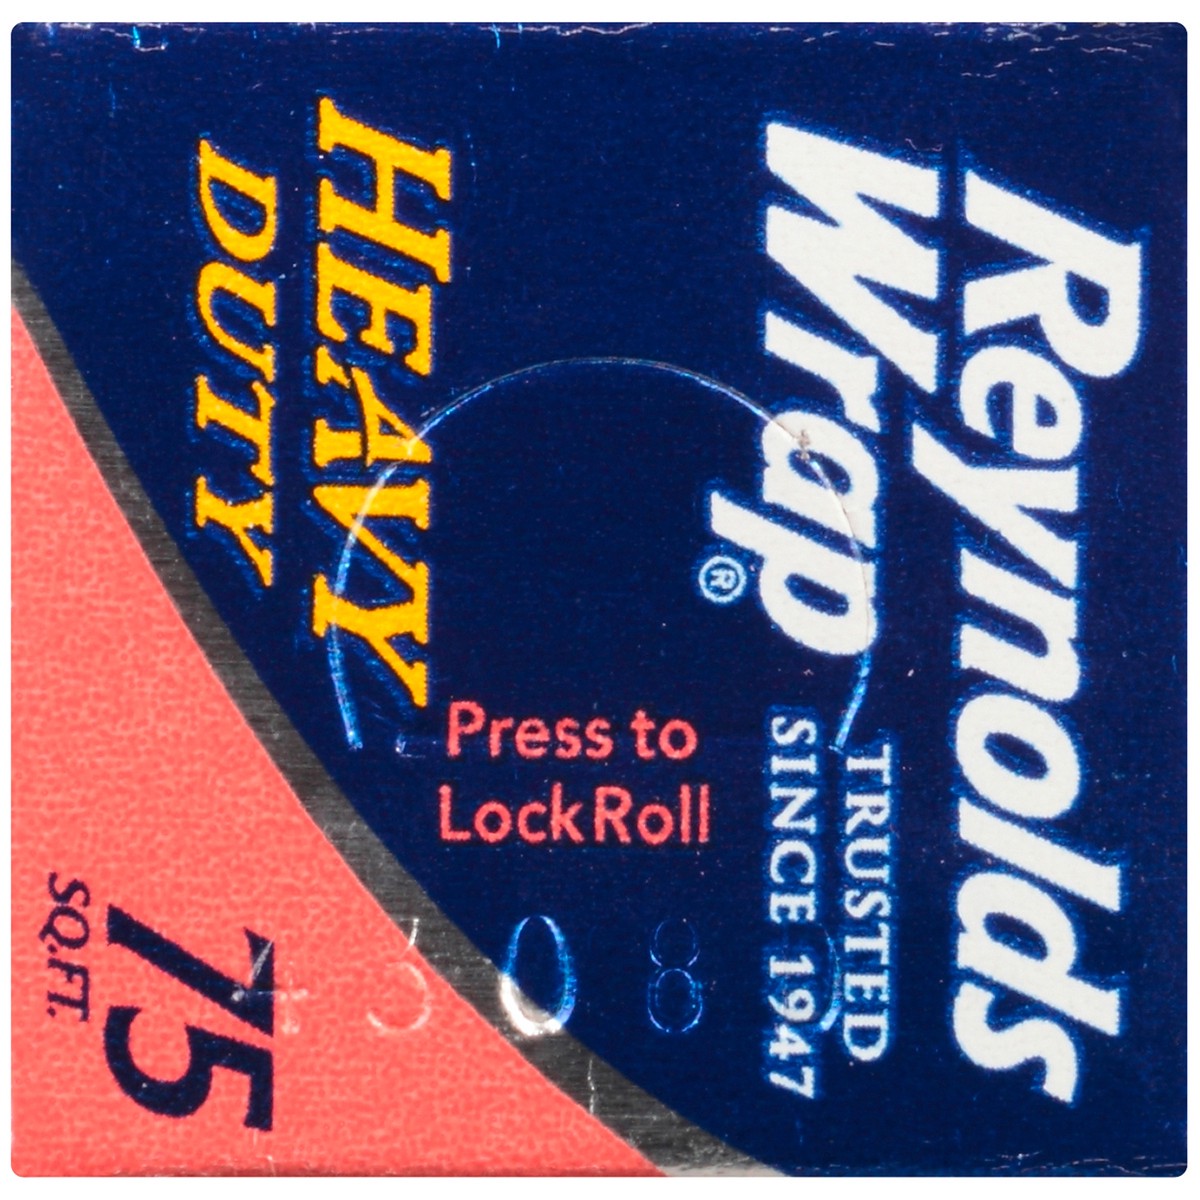 Reynolds
Wrap®
TRUSTED
SINCE 1947
HEAVY
DUTY
Press to
Lock Roll
75
SQ.FT.